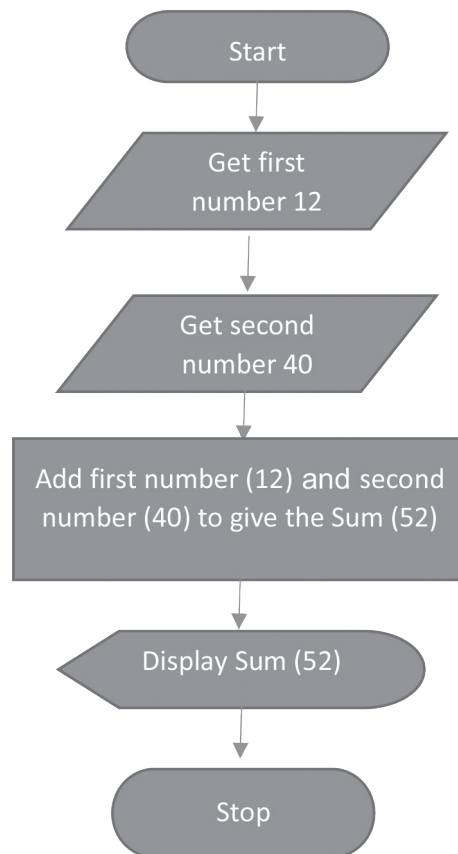 Start
Get first
number 12
Get second
number 40
Add first number (12) and second
number (40) to give the Sum (52)
Display Sum (52)
Stop